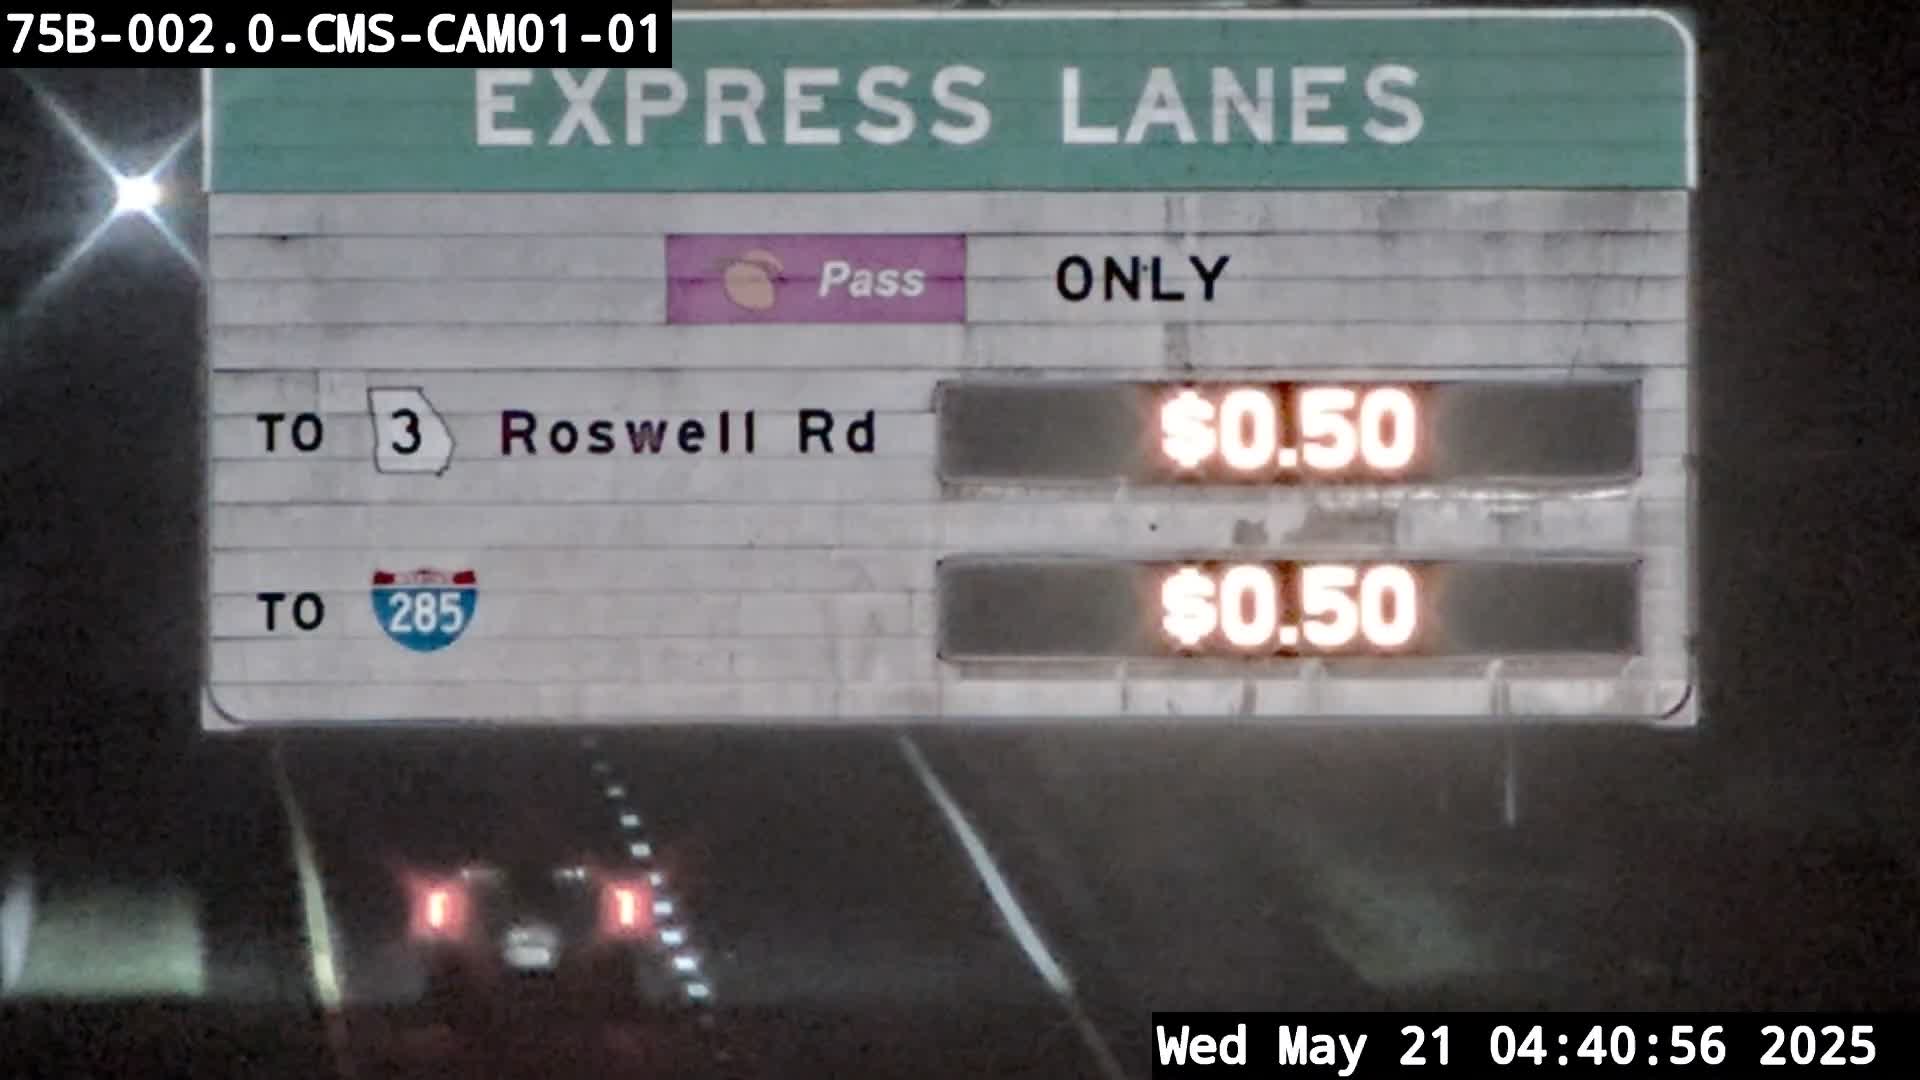 75B-002.0-CMS-CAM01-01
EXPRESS LANES
Pass ONLY
TO 3 Roswell Rd $0.50
TO 285 $0.50
Wed May 21 04:40:56 2025